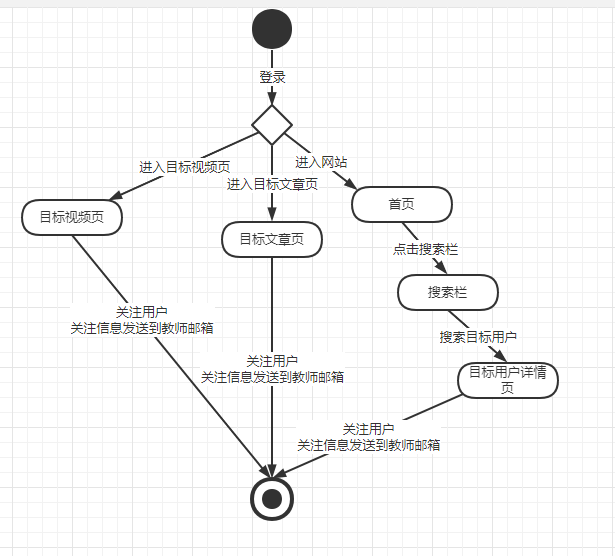 登录
进入网站
进入目标视频页
进入目标文章页
首页
目标视频页
目标文章页
点击搜索栏
搜索栏
关注用户
关注信息发送到教师邮箱
搜索目标用户
关注用户
关注信息发送到教师邮箱
目标用户详情
页
关注用户
关注信息发送到教师邮箱